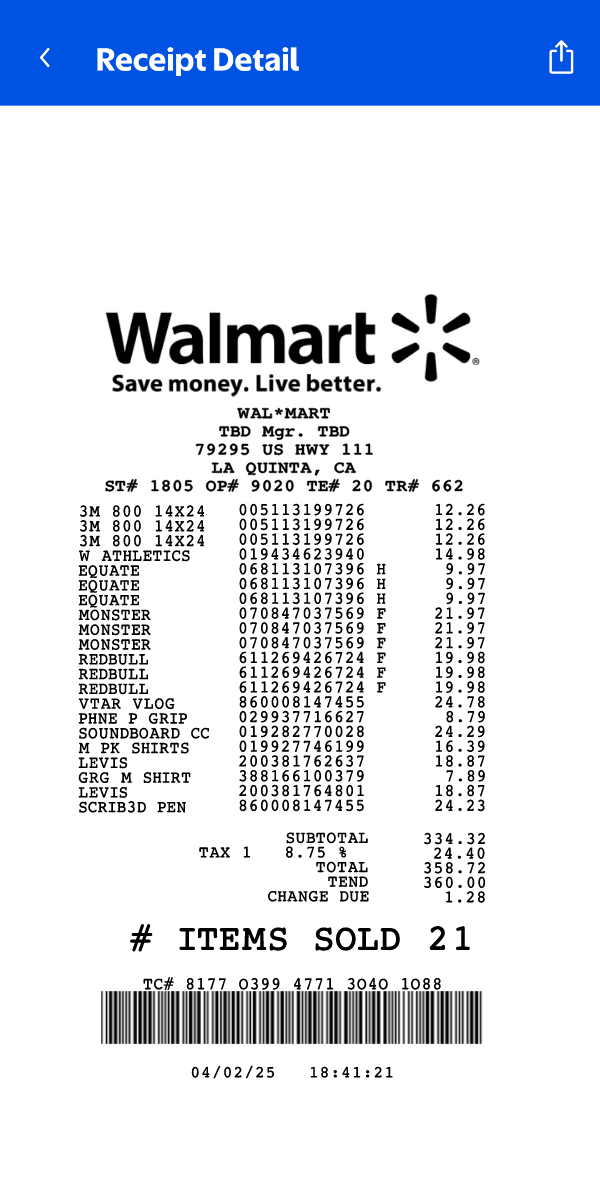 Receipt Detail
Walmart
Save money. Live better.
WAL*MART
TBD Mgr. TBD
79295 US HWY 111
LA QUINTA, CA
ST# 1805 OP# 9020 TE# 20 TR# 662
3M 800 14X24 005113199726 12.26
3M 800 14X24 005113199726 12.26
3M 800 14X24 005113199726 12.26
W ATHLETICS 019434623940 14.98
EQUATE 068113107396 H 9.97
EQUATE 068113107396 H 9.97
EQUATE 068113107396 H 9.97
MONSTER 070847037569 F 21.97
MONSTER 070847037569 F 21.97
MONSTER 070847037569 F 21.97
REDBULL 611269426724 F 19.98
REDBULL 611269426724 F 19.98
REDBULL 611269426724 F 19.98
VTAR VLOG 860008147455 24.78
PHNE P GRIP 029937716627 8.79
SOUNDBOARD CC 019282770028 24.29
M PK SHIRTS 019927746199 16.39
LEVIS 200381762637 18.87
GRG M SHIRT 388166100379 7.89
LEVIS 200381764801 18.87
SCRIB3D PEN 860008147455 24.23
SUBTOTAL 334.32
TAX 1 8.75 % 24.40
TOTAL 358.72
TEND 360.00
CHANGE DUE 1.28
# ITEMS SOLD 21
TC# 8177 0399 4771 3040 1088
04/02/25 18:41:21